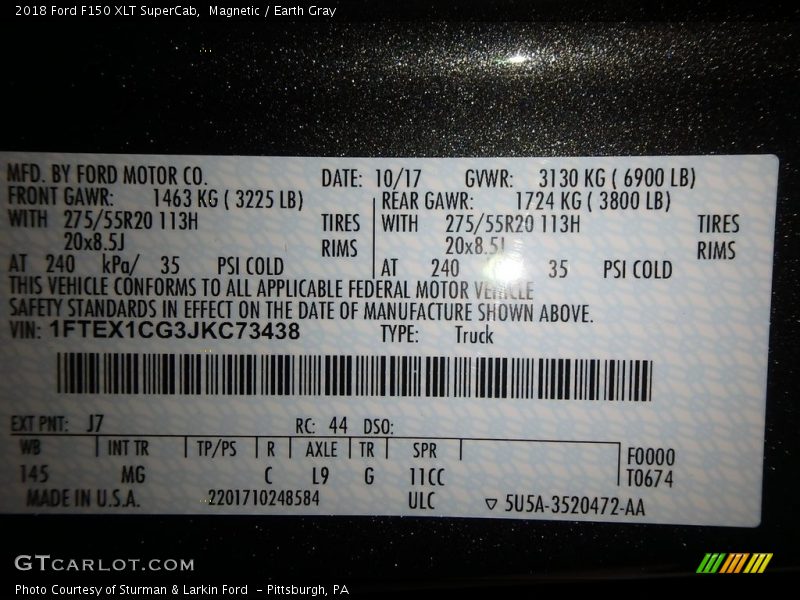 2018 Ford F150 XLT SuperCab, Magnetic / Earth Gray
MFD. BY FORD MOTOR CO. DATE: 10/17 GVWR: 3130 KG ( 6900 LB)
FRONT GAWR: 1463 KG ( 3225 LB) REAR GAWR: 1724 KG ( 3800 LB)
WITH 275/55R20 113H TIRES WITH 275/55R20 113H TIRES
20x8.5J RIMS 20x8.5J RIMS
AT 240 kPa/ 35 PSI COLD AT 240 35 PSI COLD
THIS VEHICLE CONFORMS TO ALL APPLICABLE FEDERAL MOTOR VEHICLE
SAFETY STANDARDS IN EFFECT ON THE DATE OF MANUFACTURE SHOWN ABOVE.
VIN: 1FTEX1CG3JKC73438 TYPE: Truck
EXT PNT: J7 RC: 44 DSO:
WB INT TR TP/PS R AXLE TR SPR F0000
145 MG C L9 G 11CC T0674
MADE IN U.S.A. 2201710248584 ULC ▽ 5U5A-3520472-AA
GTCARLOT.COM
Photo Courtesy of Sturman & Larkin Ford - Pittsburgh, PA